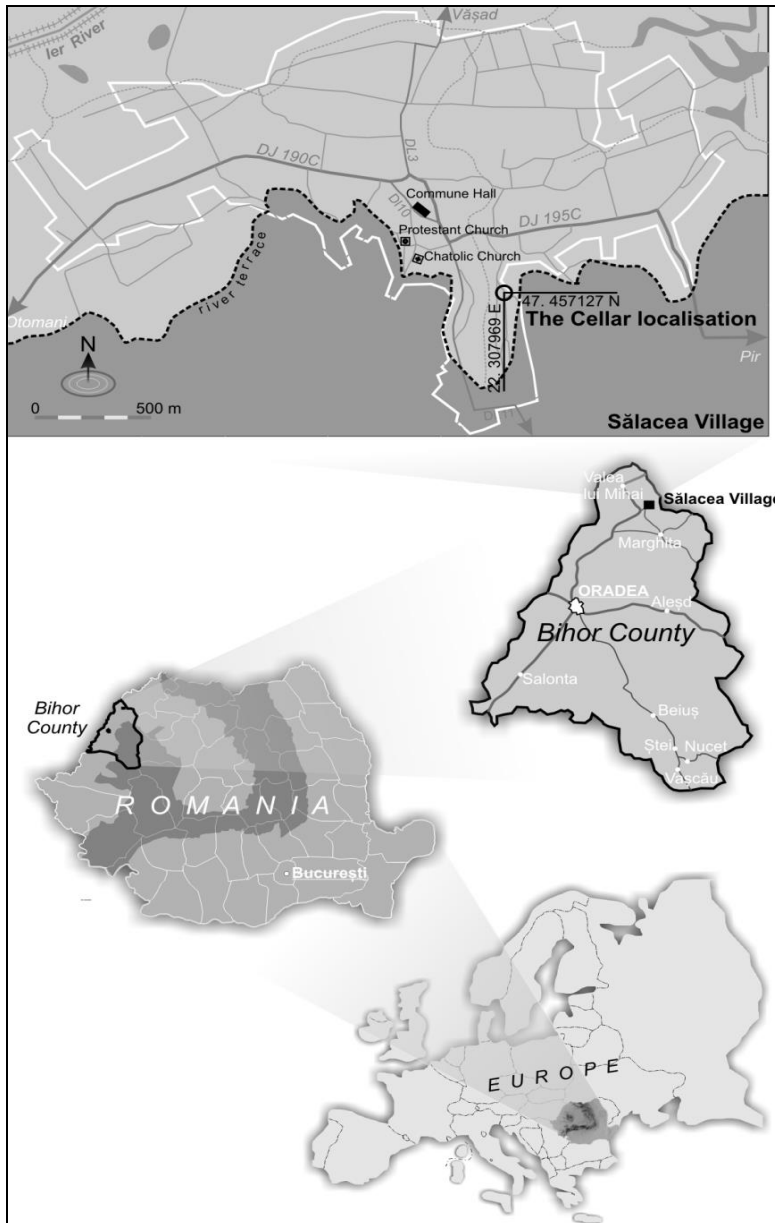 Vășad
Ier River
DJ 190C
DL3
Commune Hall
Dl10
Protestant Church
DJ 195C
Chatolic Church
river terrace
47. 457127 N
The Cellar localisation
22. 307969 E
Otomani
N
Pir
0 500 m
Sălacea Village
Valea
lui Mihai
Sălacea Village
Marghita
ORADEA
Aleșd
Bihor County
Salonta
Beiuș
Ștei
Nucet
Vașcău
Bihor
County
ROMANIA
București
EUROPE